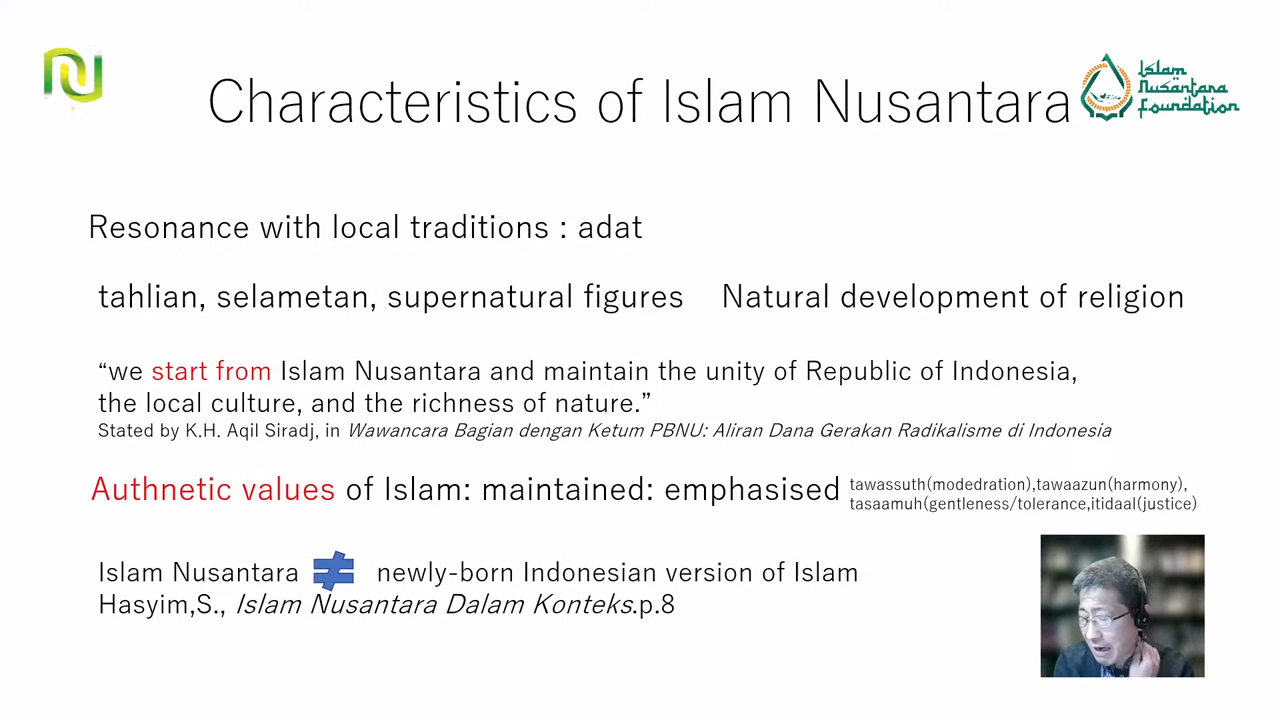 Characteristics of Islam Nusantara
Islam
Nusäntara
foundation
Resonance with local traditions : adat
tahlian, selametan, supernatural figures Natural development of religion
“we start from Islam Nusantara and maintain the unity of Republic of Indonesia,
the local culture, and the richness of nature.”
Stated by K.H. Aqil Siradj, in Wawancara Bagian dengan Ketum PBNU: Aliran Dana Gerakan Radikalisme di Indonesia
Authnetic values of Islam: maintained: emphasised
tawassuth(modedration),tawaazun(harmony),
tasaamuh(gentleness/tolerance,itidaal(justice)
Islam Nusantara ≠ newly-born Indonesian version of Islam
Hasyim,S., Islam Nusantara Dalam Konteks.p.8